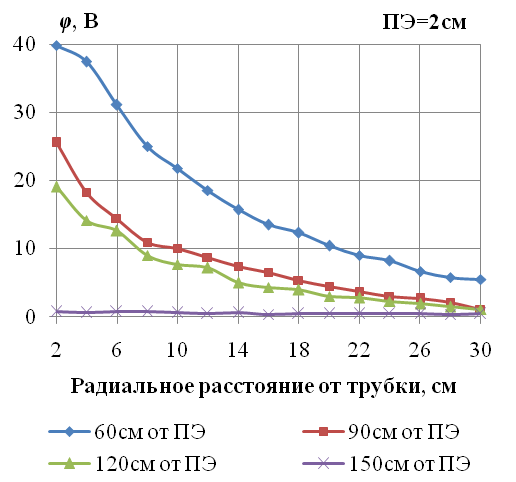 φ, В
ПЭ=2см
40
30
20
10
0
2 6 10 14 18 22 26 30
Радиальное расстояние от трубки, см
60см от ПЭ
90см от ПЭ
120см от ПЭ
150см от ПЭ